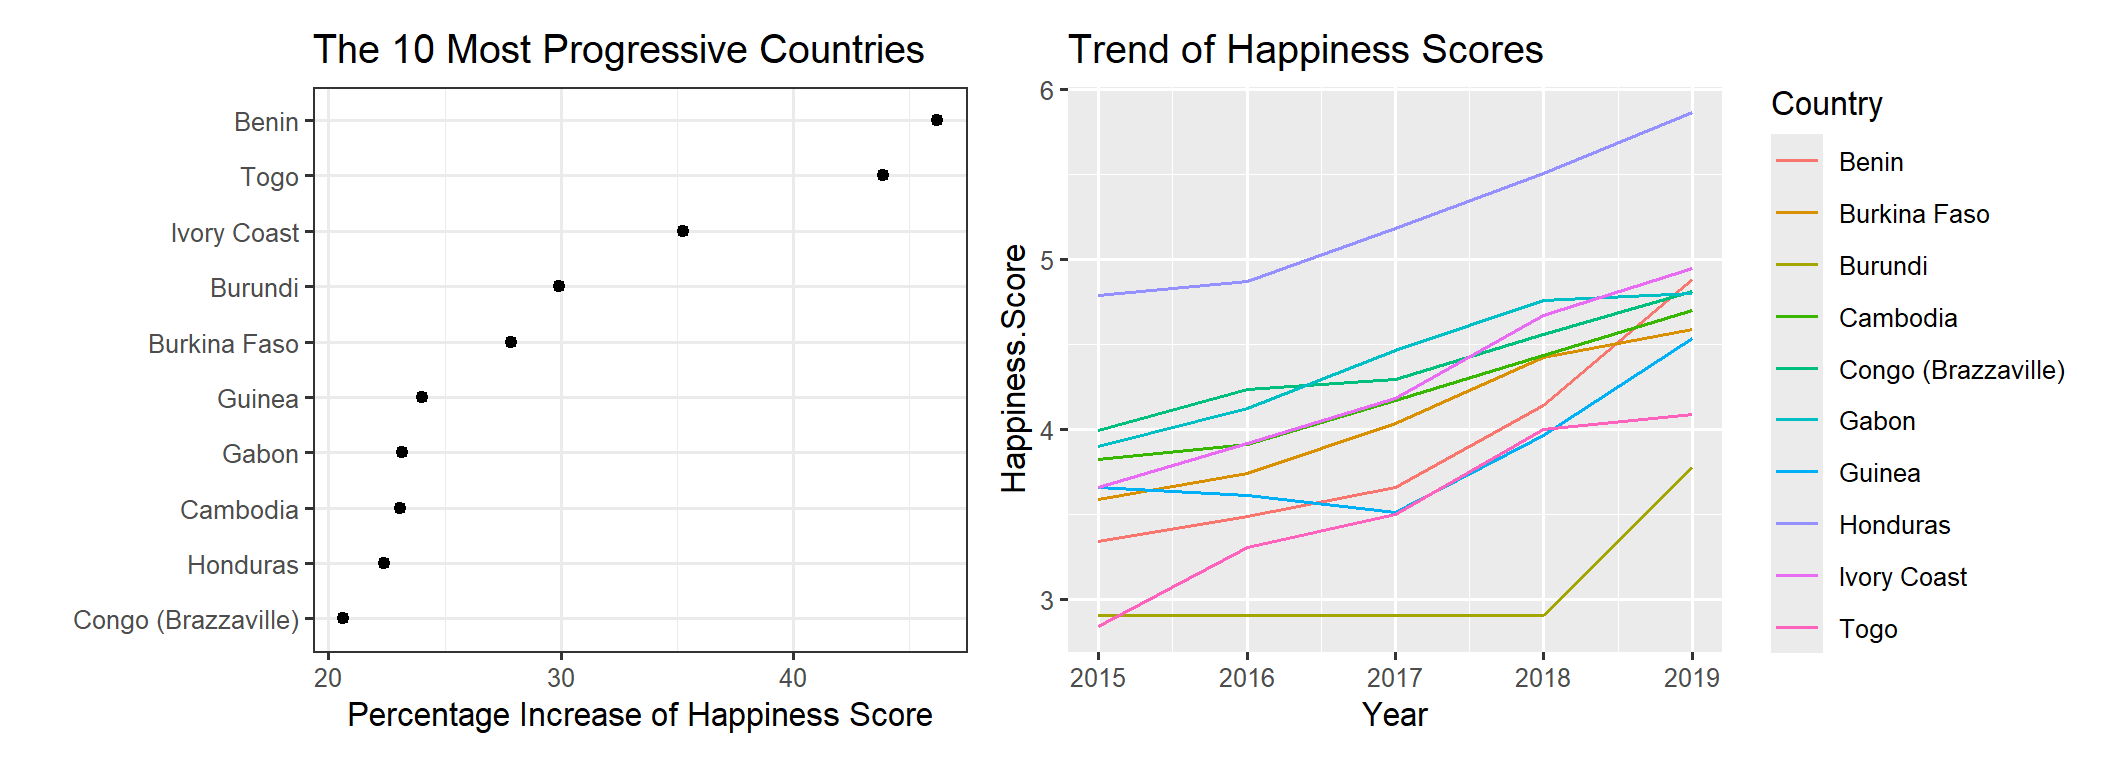 The 10 Most Progressive Countries
Benin
Togo
Ivory Coast
Burundi
Burkina Faso
Guinea
Gabon
Cambodia
Honduras
Congo (Brazzaville)
20 30 40
Percentage Increase of Happiness Score
Trend of Happiness Scores
Happiness.Score
6
5
4
3
2015 2016 2017 2018 2019
Year
Country
Benin
Burkina Faso
Burundi
Cambodia
Congo (Brazzaville)
Gabon
Guinea
Honduras
Ivory Coast
Togo